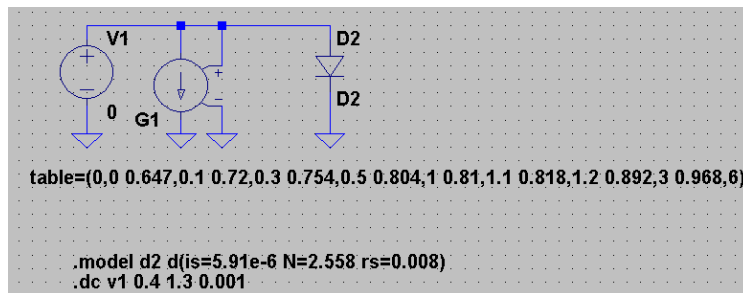 V1
D2
+
+
-
-
D2
0
G1
table=(0,0 0.647,0.1 0.72,0.3 0.754,0.5 0.804,1 0.81,1.1 0.818,1.2 0.892,3 0.968,6)
.model d2 d(is=5.91e-6 N=2.558 rs=0.008)
.dc v1 0.4 1.3 0.001